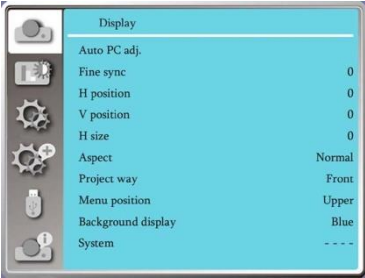 Display
Auto PC adj.
Fine sync 0
H position 0
V position 0
H size 0
Aspect Normal
Project way Front
Menu position Upper
Background display Blue
System - - - -